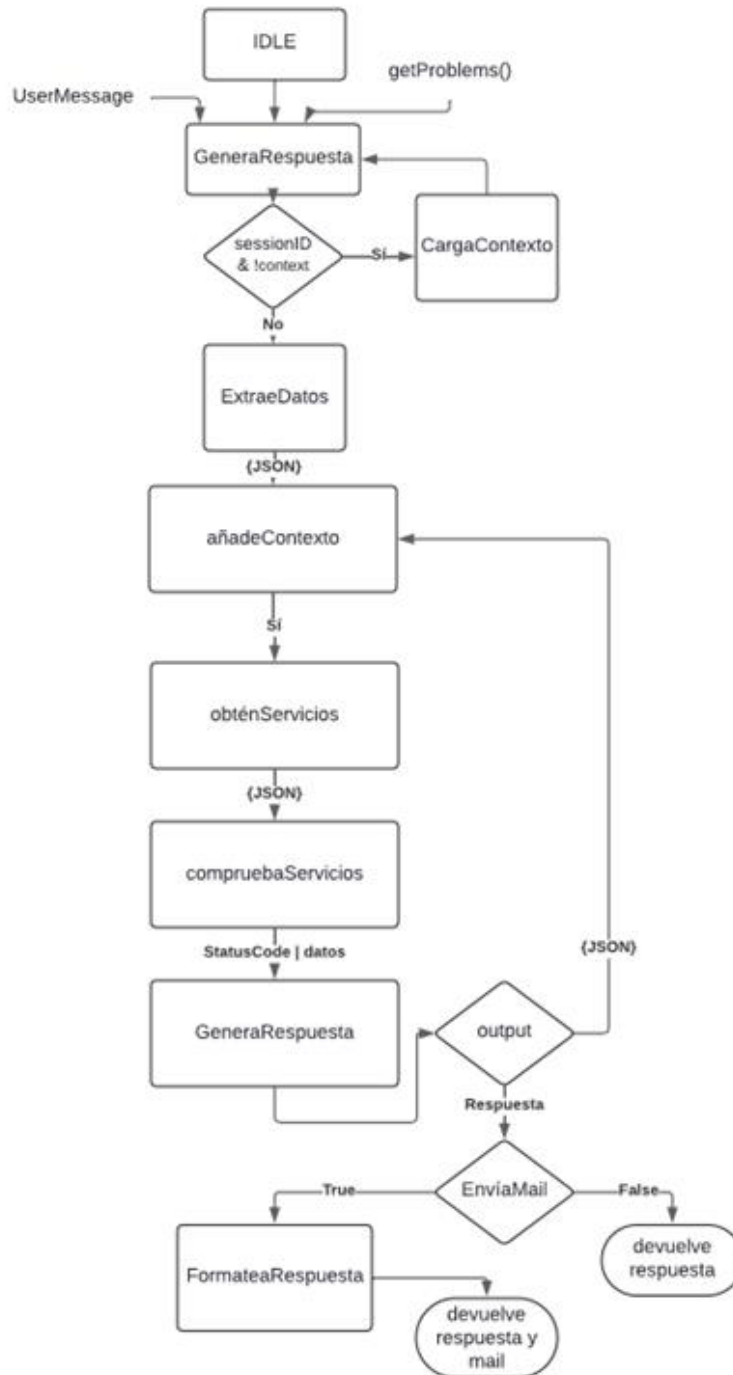 IDLE
getProblems()
UserMessage
GeneraRespuesta
sessionID
& !context
Sí
CargaContexto
No
ExtraeDatos
{JSON}
añadeContexto
Sí
obténServicios
{JSON}
compruebaServicios
StatusCode | datos
{JSON}
GeneraRespuesta
output
Respuesta
True
EnvíaMail
False
FormateaRespuesta
devuelve
respuesta
devuelve
respuesta y
mail